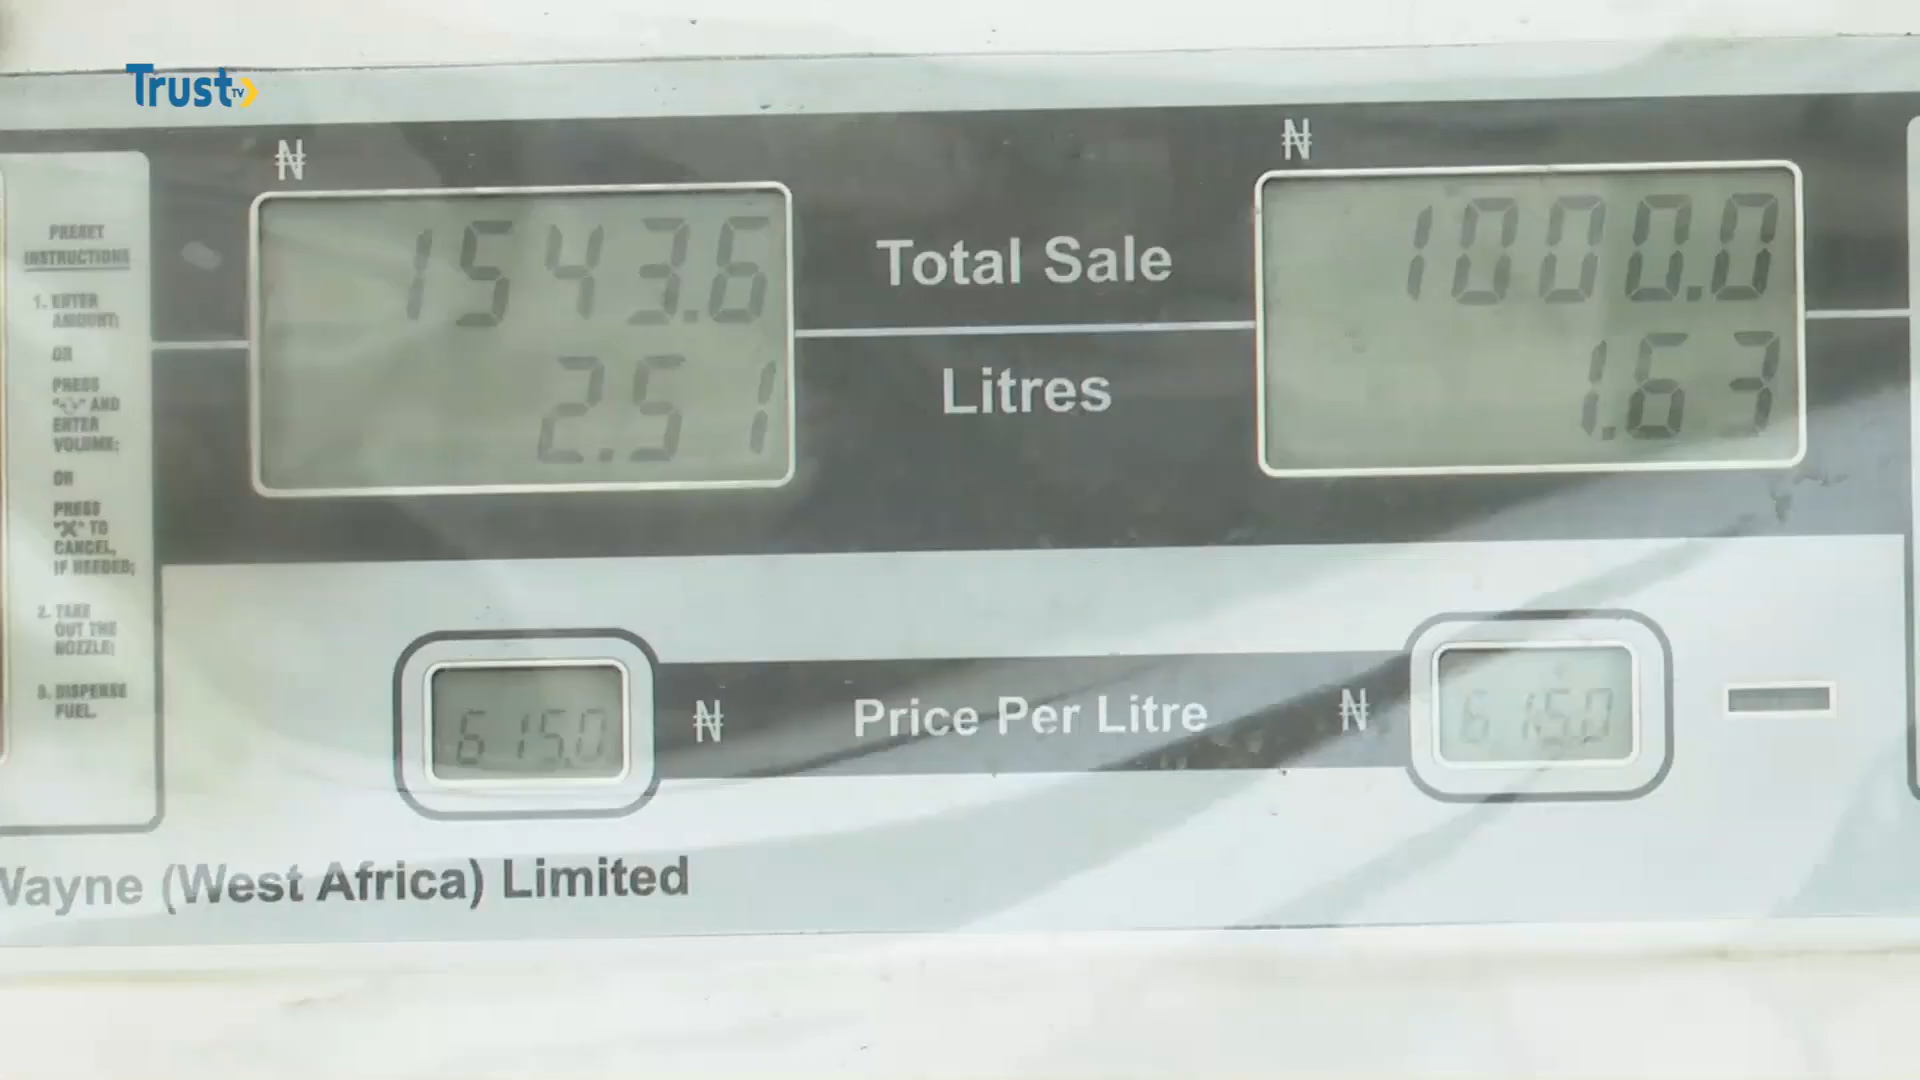 Trust TV
₦
₦
1543.6
Total Sale
1000.0
2.51
Litres
1.63
PRESET
INSTRUCTIONS
1. ENTER
AMOUNT;
OR
PRESS
" " AND
ENTER
VOLUME;
OR
PRESS
"X" TO
CANCEL,
IF NEEDED;
2. TAKE
OUT THE
NOZZLE;
3. DISPENSE
FUEL.
615.0
₦
Price Per Litre
₦
615.0
Wayne (West Africa) Limited